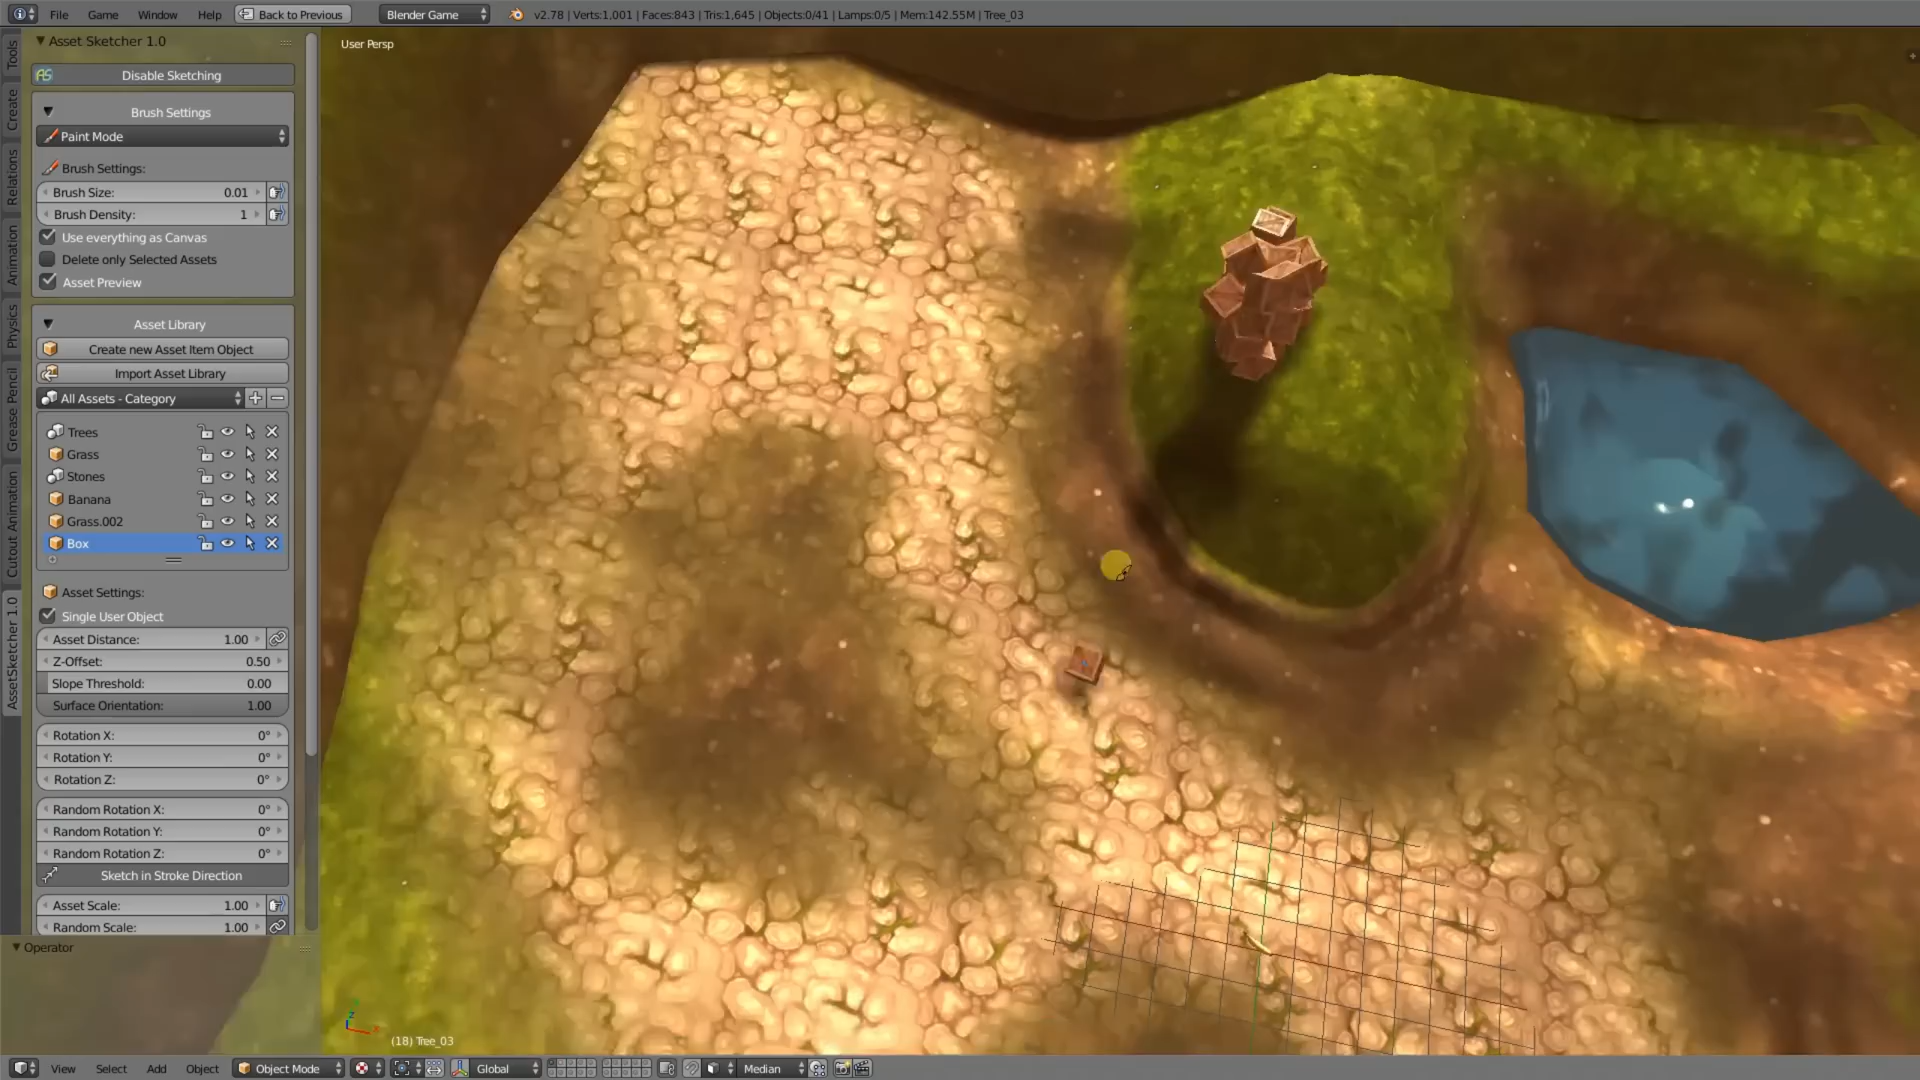 File Game Window Help Back to Previous Blender Game v2.78 | Verts:1,001 | Faces:843 | Tris:1,645 | Objects:0/41 | Lamps:0/5 | Mem:142.55M | Tree_03
Asset Sketcher 1.0
User Persp
Disable Sketching
Brush Settings
Paint Mode
Brush Settings:
Brush Size: 0.01
Brush Density: 1
Use everything as Canvas
Delete only Selected Assets
Asset Preview
Asset Library
Create new Asset Item Object
Import Asset Library
All Assets - Category
Trees
Grass
Stones
Banana
Grass.002
Box
Asset Settings:
Single User Object
Asset Distance: 1.00
Z-Offset: 0.50
Slope Threshold: 0.00
Surface Orientation: 1.00
Rotation X: 0°
Rotation Y: 0°
Rotation Z: 0°
Random Rotation X: 0°
Random Rotation Y: 0°
Random Rotation Z: 0°
Sketch in Stroke Direction
Asset Scale: 1.00
Random Scale: 1.00
Operator
Tools
Create
Relations
Animation
Physics
Grease Pencil
Cutout Animation
AssetSketcher 1.0
(18) Tree_03
View Select Add Object Object Mode Global Median